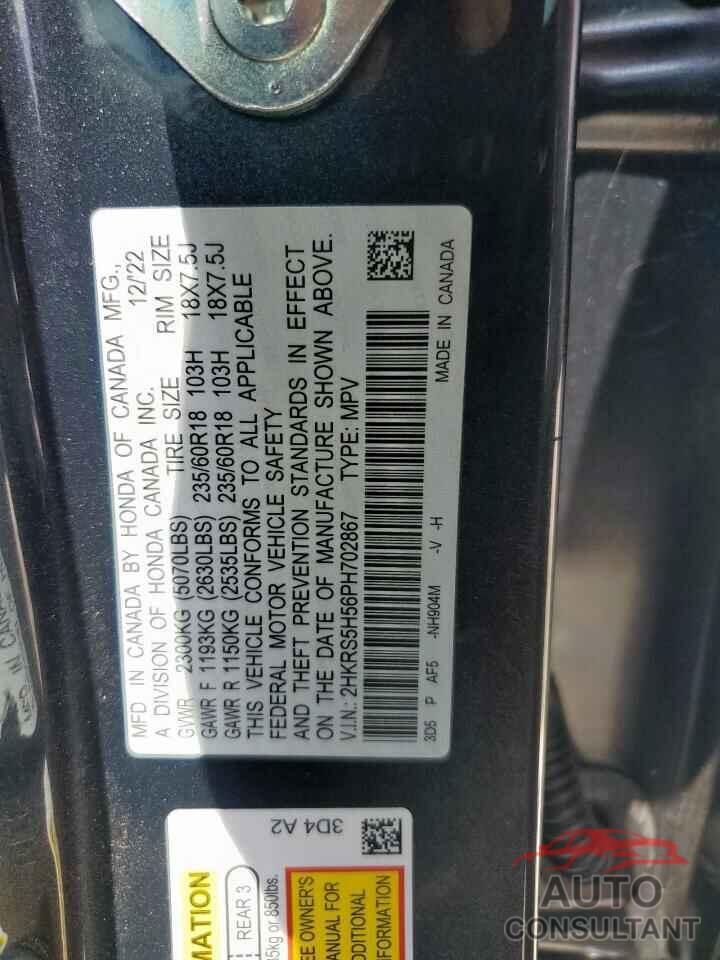 MFD IN CANADA BY HONDA OF CANADA MFG.,
A DIVISION OF HONDA CANADA INC. 12/'22
GVWR 2300KG (5070LBS) TIRE SIZE RIM SIZE
GAWR F 1193KG (2630LBS) 235/60R18 103H 18X7.5J
GAWR R 1150KG (2535LBS) 235/60R18 103H 18X7.5J
THIS VEHICLE CONFORMS TO ALL APPLICABLE
FEDERAL MOTOR VEHICLE SAFETY
AND THEFT PREVENTION STANDARDS IN EFFECT
ON THE DATE OF MANUFACTURE SHOWN ABOVE.
V.I.N.: 2HKRS5H56PH702867 TYPE: MPV
3D5 P AF5 -NH904M -V -H MADE IN CANADA
3D4 A2
REAR 3
or 850lbs.
OWNER'S
FOR
AUTO
CONSULTANT